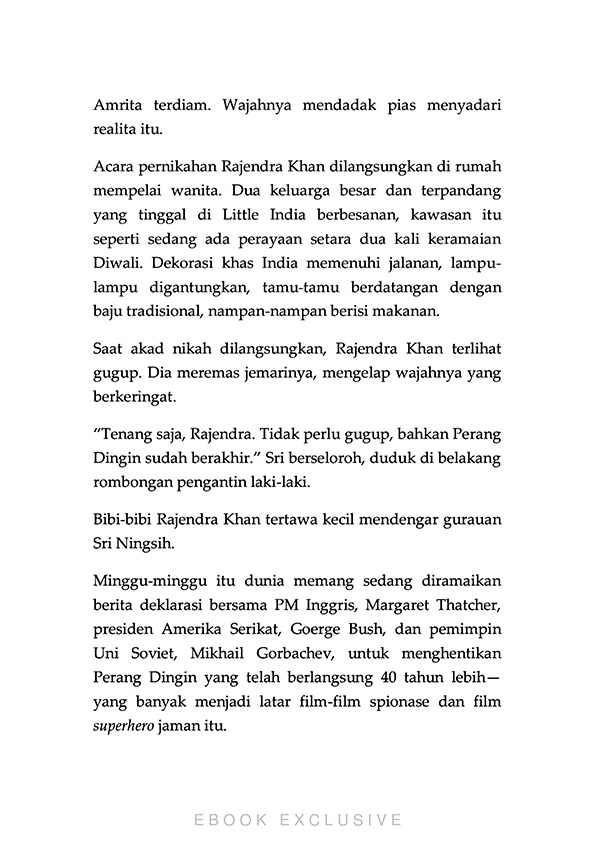 Amrita terdiam. Wajahnya mendadak pias menyadari
realita itu.
Acara pernikahan Rajendra Khan dilangsungkan di rumah
mempelai wanita. Dua keluarga besar dan terpandang
yang tinggal di Little India berbesanan, kawasan itu
seperti sedang ada perayaan setara dua kali keramaian
Diwali. Dekorasi khas India memenuhi jalanan, lampu-
lampu digantungkan, tamu-tamu berdatangan dengan
baju tradisional, nampan-nampan berisi makanan.
Saat akad nikah dilangsungkan, Rajendra Khan terlihat
gugup. Dia meremas jemarinya, mengelap wajahnya yang
berkeringat.
“Tenang saja, Rajendra. Tidak perlu gugup, bahkan Perang
Dingin sudah berakhir.” Sri berseloroh, duduk di belakang
rombongan pengantin laki-laki.
Bibi-bibi Rajendra Khan tertawa kecil mendengar gurauan
Sri Ningsih.
Minggu-minggu itu dunia memang sedang diramaikan
berita deklarasi bersama PM Inggris, Margaret Thatcher,
presiden Amerika Serikat, Goerge Bush, dan pemimpin
Uni Soviet, Mikhail Gorbachev, untuk menghentikan
Perang Dingin yang telah berlangsung 40 tahun lebih—
yang banyak menjadi latar film-film spionase dan film
superhero jaman itu.
EBOOK EXCLUSIVE